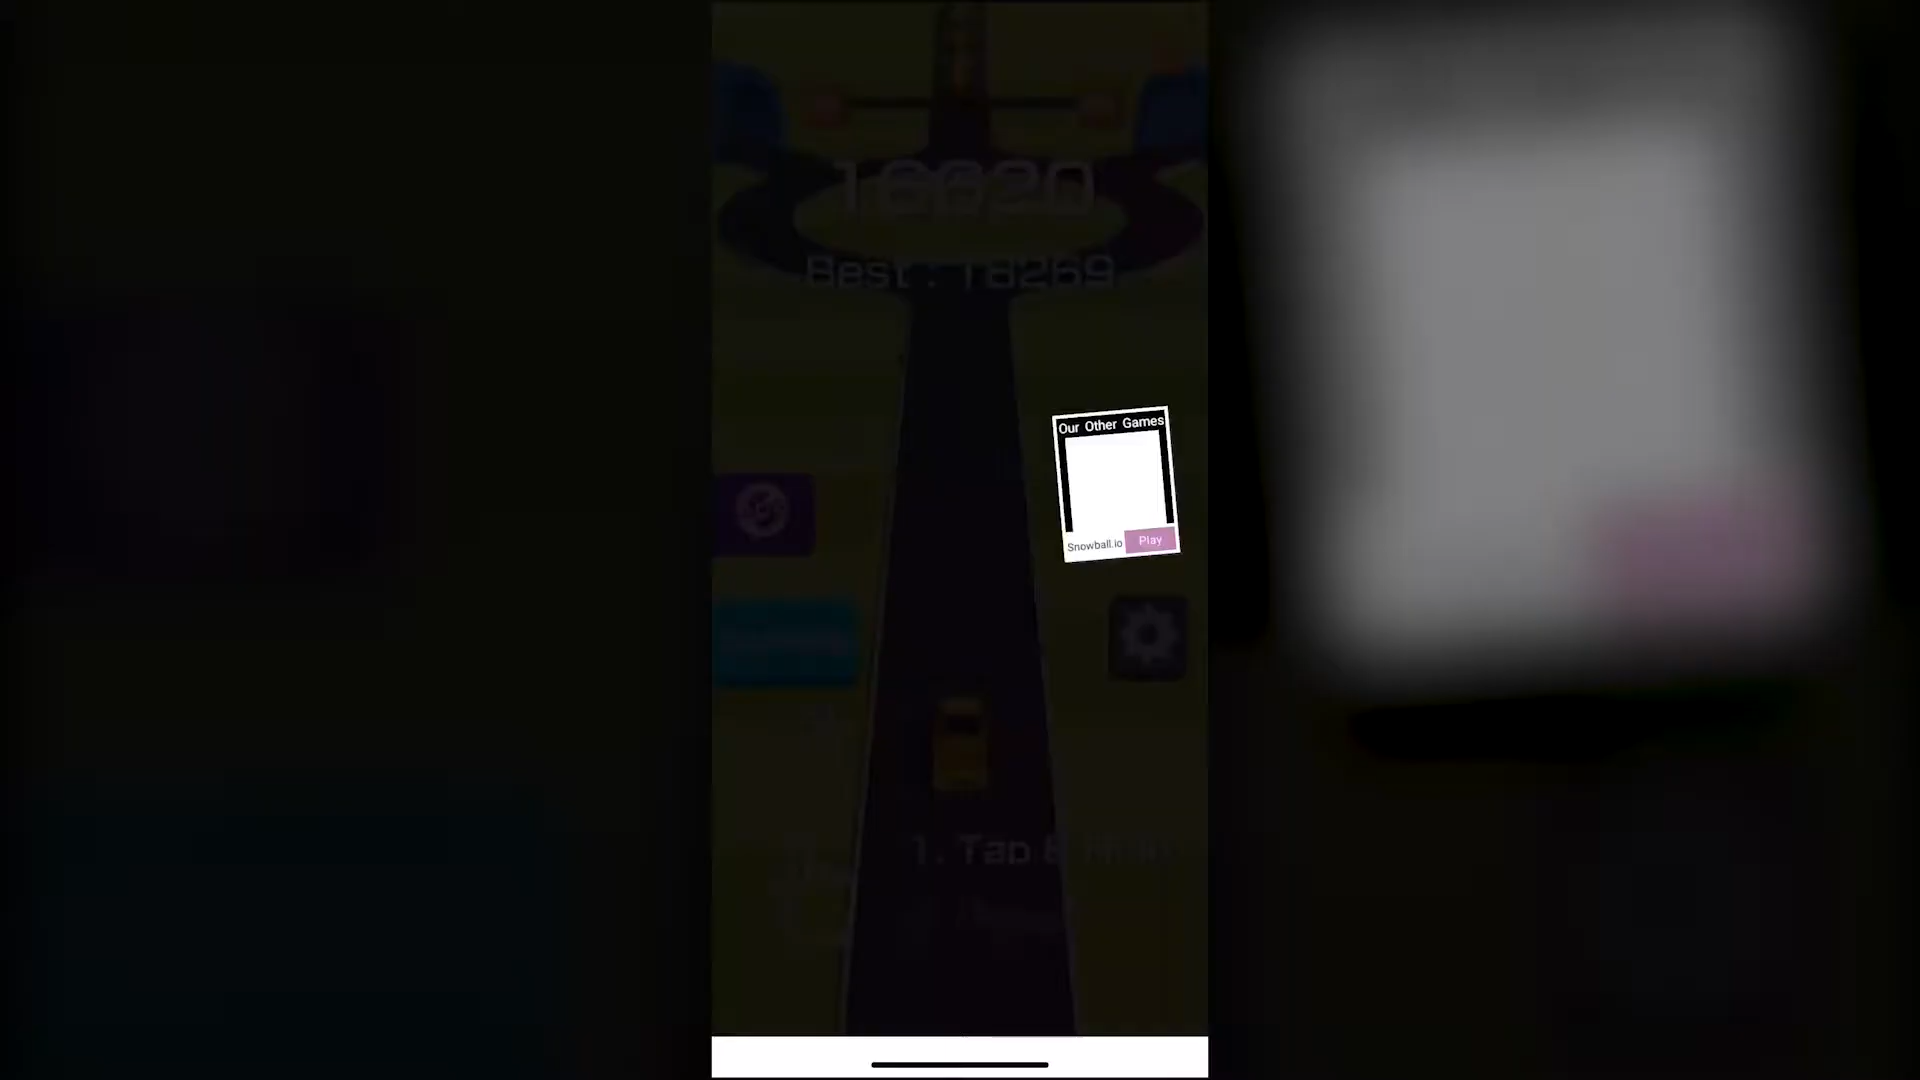 16620
Best : 18269
Our Other Games
Snowball.io
Play
1. Tap &